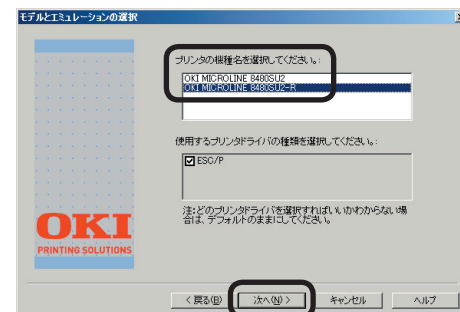 モデルとエミュレーションの選択
プリンタの機種名を選択してください。:
OKI MICROLINE 8480SU2
OKI MICROLINE 8480SU2-R
使用するプリンタドライバの種類を選択してください。:
ESC/P
注:どのプリンタドライバを選択すればいいかわからない場
合は、デフォルトのままにしてください。
OKI
PRINTING SOLUTIONS
< 戻る(B)
次へ(N) >
キャンセル
ヘルプ